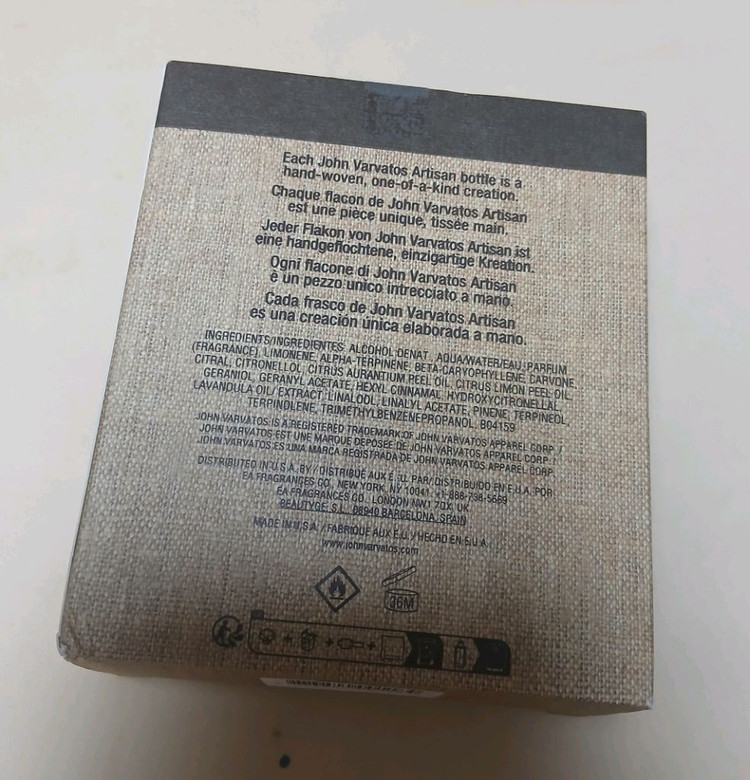 Each John Varvatos Artisan bottle is a
hand-woven, one-of-a-kind creation.
Chaque flacon de John Varvatos Artisan
est une pièce unique, tissée main.
Jeder Flakon von John Varvatos Artisan ist
eine handgeflochtene, einzigartige Kreation.
Ogni flacone di John Varvatos Artisan
è un pezzo unico intrecciato a mano.
Cada frasco de John Varvatos Artisan
es una creación única elaborada a mano.
INGREDIENTS/INGREDIENTES: ALCOHOL DENAT., AQUA/WATER/EAU, PARFUM
(FRAGRANCE), LIMONENE, ALPHA-TERPINENE, BETA-CARYOPHYLLENE, CARVONE,
CITRAL, CITRONELLOL, CITRUS AURANTIUM PEEL OIL, CITRUS LIMON PEEL OIL,
GERANIOL, GERANYL ACETATE, HEXYL CINNAMAL, HYDROXYCITRONELLAL,
LAVANDULA OIL/ EXTRACT, LINALOOL, LINALYL ACETATE, PINENE, TERPINEOL,
TERPINOLENE, TRIMETHYLBENZENEPROPANOL. B04159
JOHN VARVATOS IS A REGISTERED TRADEMARK OF JOHN VARVATOS APPAREL CORP. /
JOHN VARVATOS EST UNE MARQUE DÉPOSÉE DE JOHN VARVATOS APPAREL CORP. /
JOHN VARVATOS ES UNA MARCA REGISTRADA DE JOHN VARVATOS APPAREL CORP.
DISTRIBUTED IN U.S.A. BY / DISTRIBUÉ AUX É.U. PAR/ DISTRIBUIDO EN E.U.A. POR
EA FRAGRANCES CO., NEW YORK, NY 10041. +1-888-738-5669
EA FRAGRANCES CO. LONDON NW1 7QX. UK
BEAUTYGE, S.L. 08940 BARCELONA, SPAIN
MADE IN U.S.A. / FABRIQUÉ AUX É.U. / HECHO EN E.U.A.
www.johnvarvatos.com
36M